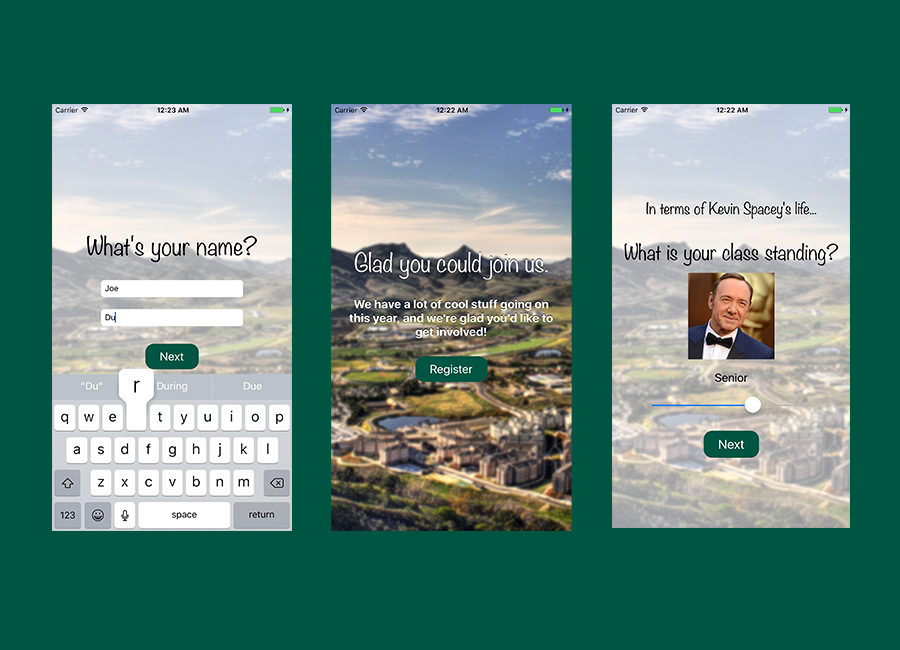 Carrier 12:23 AM
What's your name?
Joe
Du
Next
"Du" During Due
q w e r t y u i o p
a s d f g h j k l
z x c v b n m
123 space return
Carrier 12:22 AM
Glad you could join us.
We have a lot of cool stuff going on
this year, and we're glad you'd like to
get involved!
Register
Carrier 12:22 AM
In terms of Kevin Spacey's life...
What is your class standing?
Senior
Next